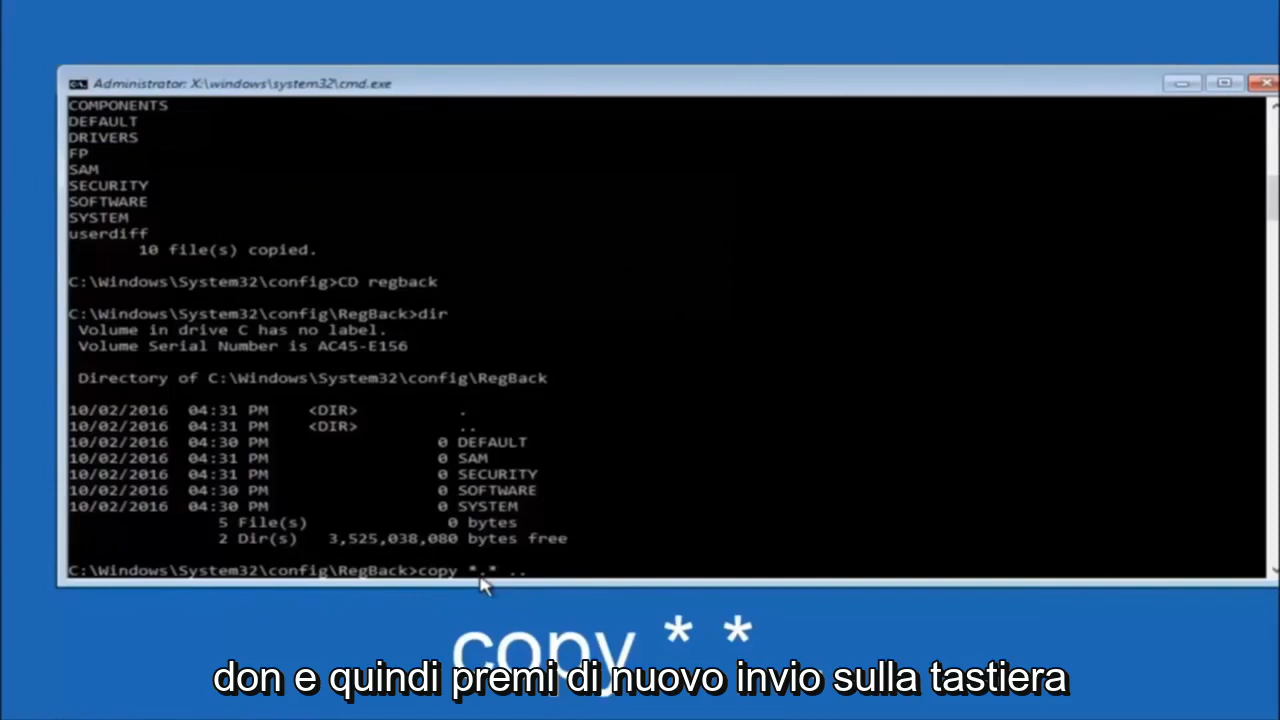 Administrator: X:\windows\system32\cmd.exe
COMPONENTS
DEFAULT
DRIVERS
FP
SAM
SECURITY
SOFTWARE
SYSTEM
userdiff
10 file(s) copied.
C:\Windows\System32\config>CD regback
C:\Windows\System32\config\RegBack>dir
Volume in drive C has no label.
Volume Serial Number is AC45-E156
Directory of C:\Windows\System32\config\RegBack
10/02/2016 04:31 PM <DIR> .
10/02/2016 04:31 PM <DIR> ..
10/02/2016 04:30 PM 0 DEFAULT
10/02/2016 04:31 PM 0 SAM
10/02/2016 04:31 PM 0 SECURITY
10/02/2016 04:30 PM 0 SOFTWARE
10/02/2016 04:30 PM 0 SYSTEM
5 File(s) 0 bytes
2 Dir(s) 3,525,038,080 bytes free
C:\Windows\System32\config\RegBack>copy *.* ..
copy * *
don e quindi premi di nuovo invio sulla tastiera